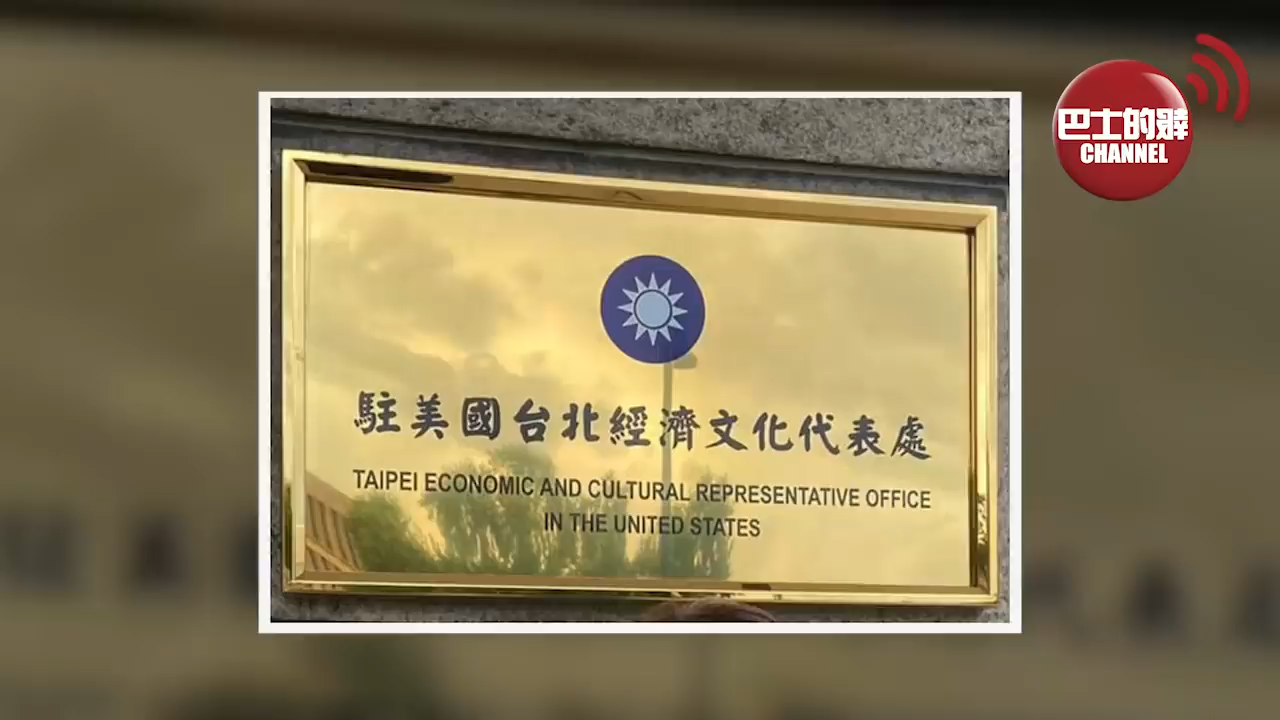 巴士的報
CHANNEL
駐美國台北經濟文化代表處
TAIPEI ECONOMIC AND CULTURAL REPRESENTATIVE OFFICE
IN THE UNITED STATES